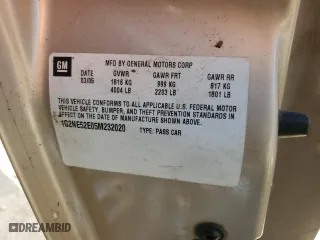 GM
MFD BY GENERAL MOTORS CORP
DATE GVWR GAWR FRT GAWR RR
03/05 1816 KG 999 KG 817 KG
4004 LB 2203 LB 1801 LB
THIS VEHICLE CONFORMS TO ALL APPLICABLE U.S. FEDERAL MOTOR
VEHICLE SAFETY, BUMPER, AND THEFT PREVENTION STANDARDS IN
EFFECT ON THE DATE OF MANUFACTURE SHOWN ABOVE.
1G2NE52E05M232020 TYPE: PASS CAR